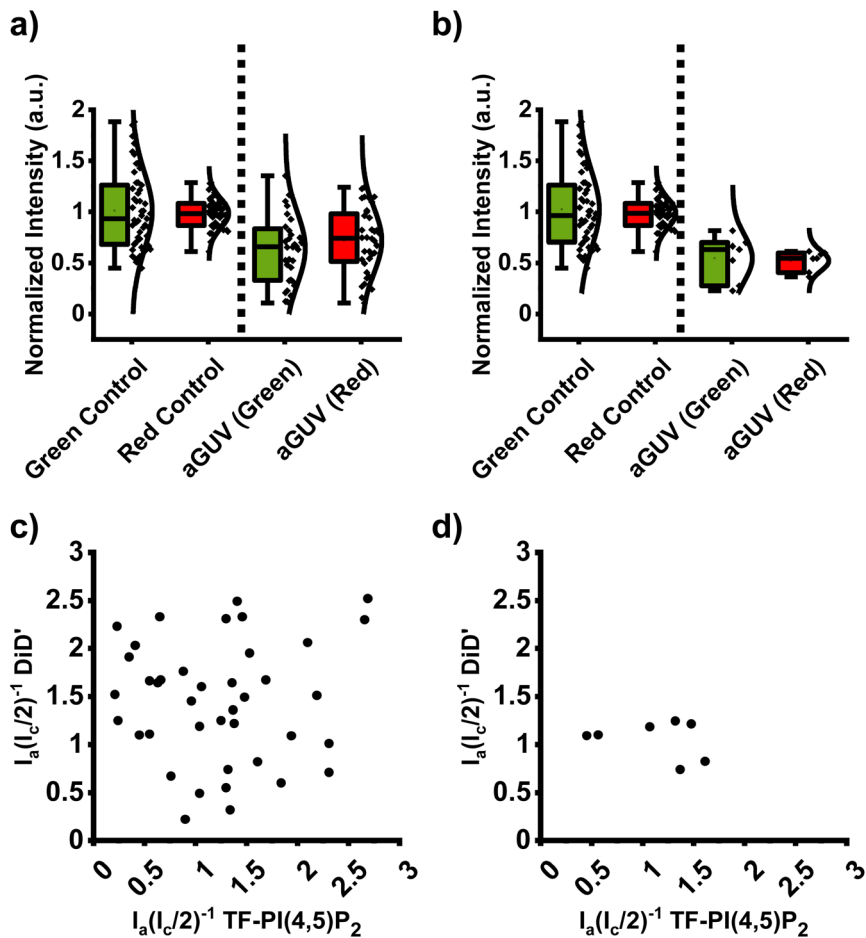 a)
Normalized Intensity (a.u.)
2
1.5
1
0.5
0
Green Control
Red Control
aGUV (Green)
aGUV (Red)
b)
Normalized Intensity (a.u.)
2
1.5
1
0.5
0
Green Control
Red Control
aGUV (Green)
aGUV (Red)
c)
Iₐ(I꜀/2)⁻¹ DiD'
3
2.5
2
1.5
1
0.5
0
0 0.5 1 1.5 2 2.5 3
Iₐ(I꜀/2)⁻¹ TF-PI(4,5)P₂
d)
Iₐ(I꜀/2)⁻¹ DiD'
3
2.5
2
1.5
1
0.5
0
0 0.5 1 1.5 2 2.5 3
Iₐ(I꜀/2)⁻¹ TF-PI(4,5)P₂